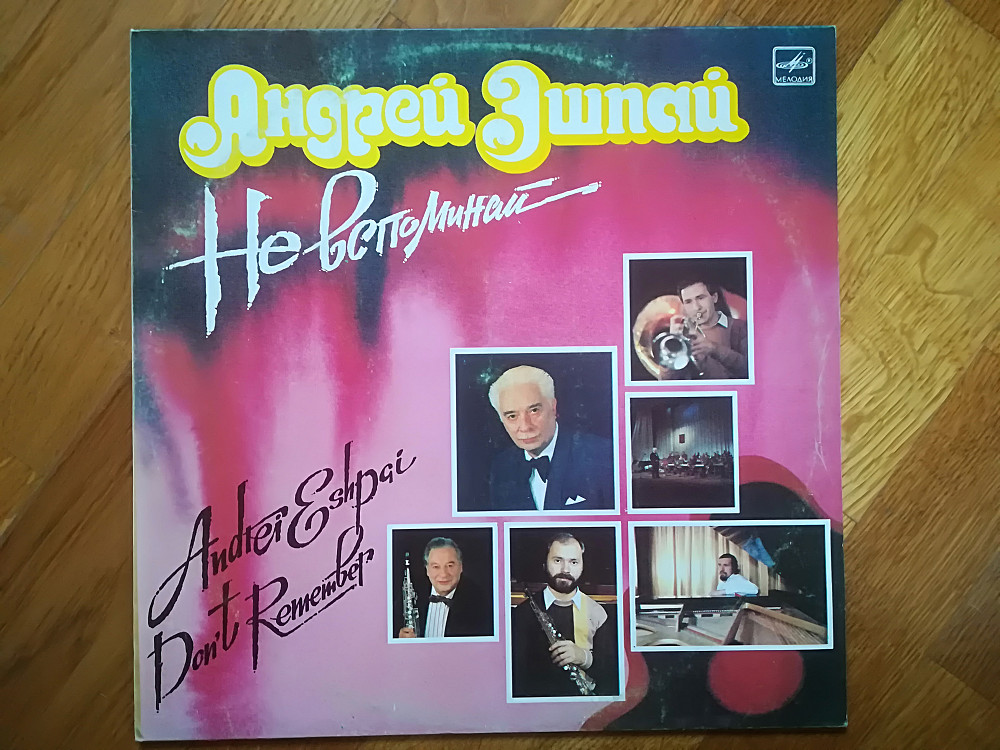 МЕЛОДИЯ
Андрей Эшпай
Не вспоминай
Andrei Eshpai
Don't Remember